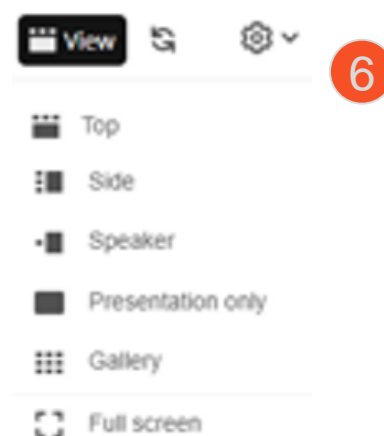 View
6
Top
Side
Speaker
Presentation only
Gallery
Full screen